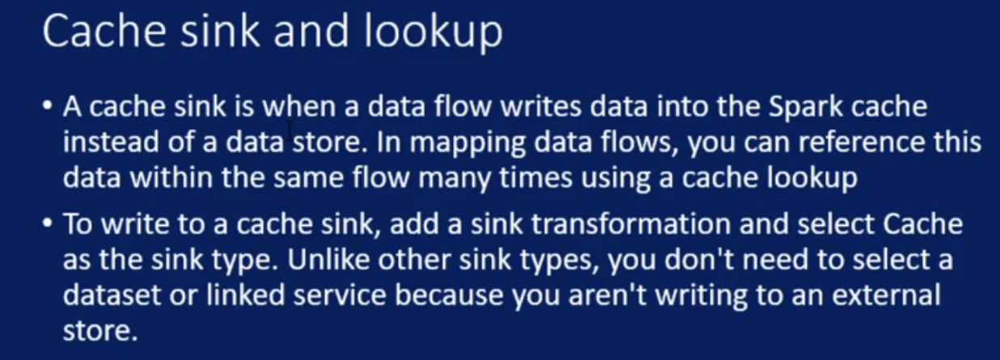 Cache sink and lookup
• A cache sink is when a data flow writes data into the Spark cache
instead of a data store. In mapping data flows, you can reference this
data within the same flow many times using a cache lookup
• To write to a cache sink, add a sink transformation and select Cache
as the sink type. Unlike other sink types, you don't need to select a
dataset or linked service because you aren't writing to an external
store.